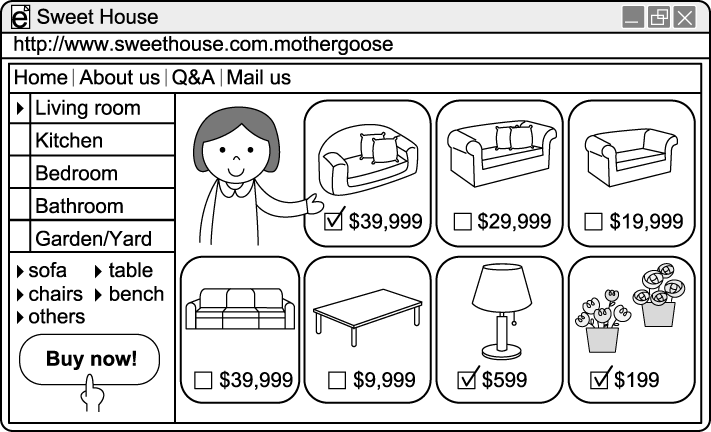 Sweet House
http://www.sweethouse.com.mothergoose
Home | About us | Q&A | Mail us
Living room
Kitchen
Bedroom
Bathroom
Garden/Yard
sofa table
chairs bench
others
Buy now!
$39,999 $29,999 $19,999
$39,999 $9,999 $599 $199